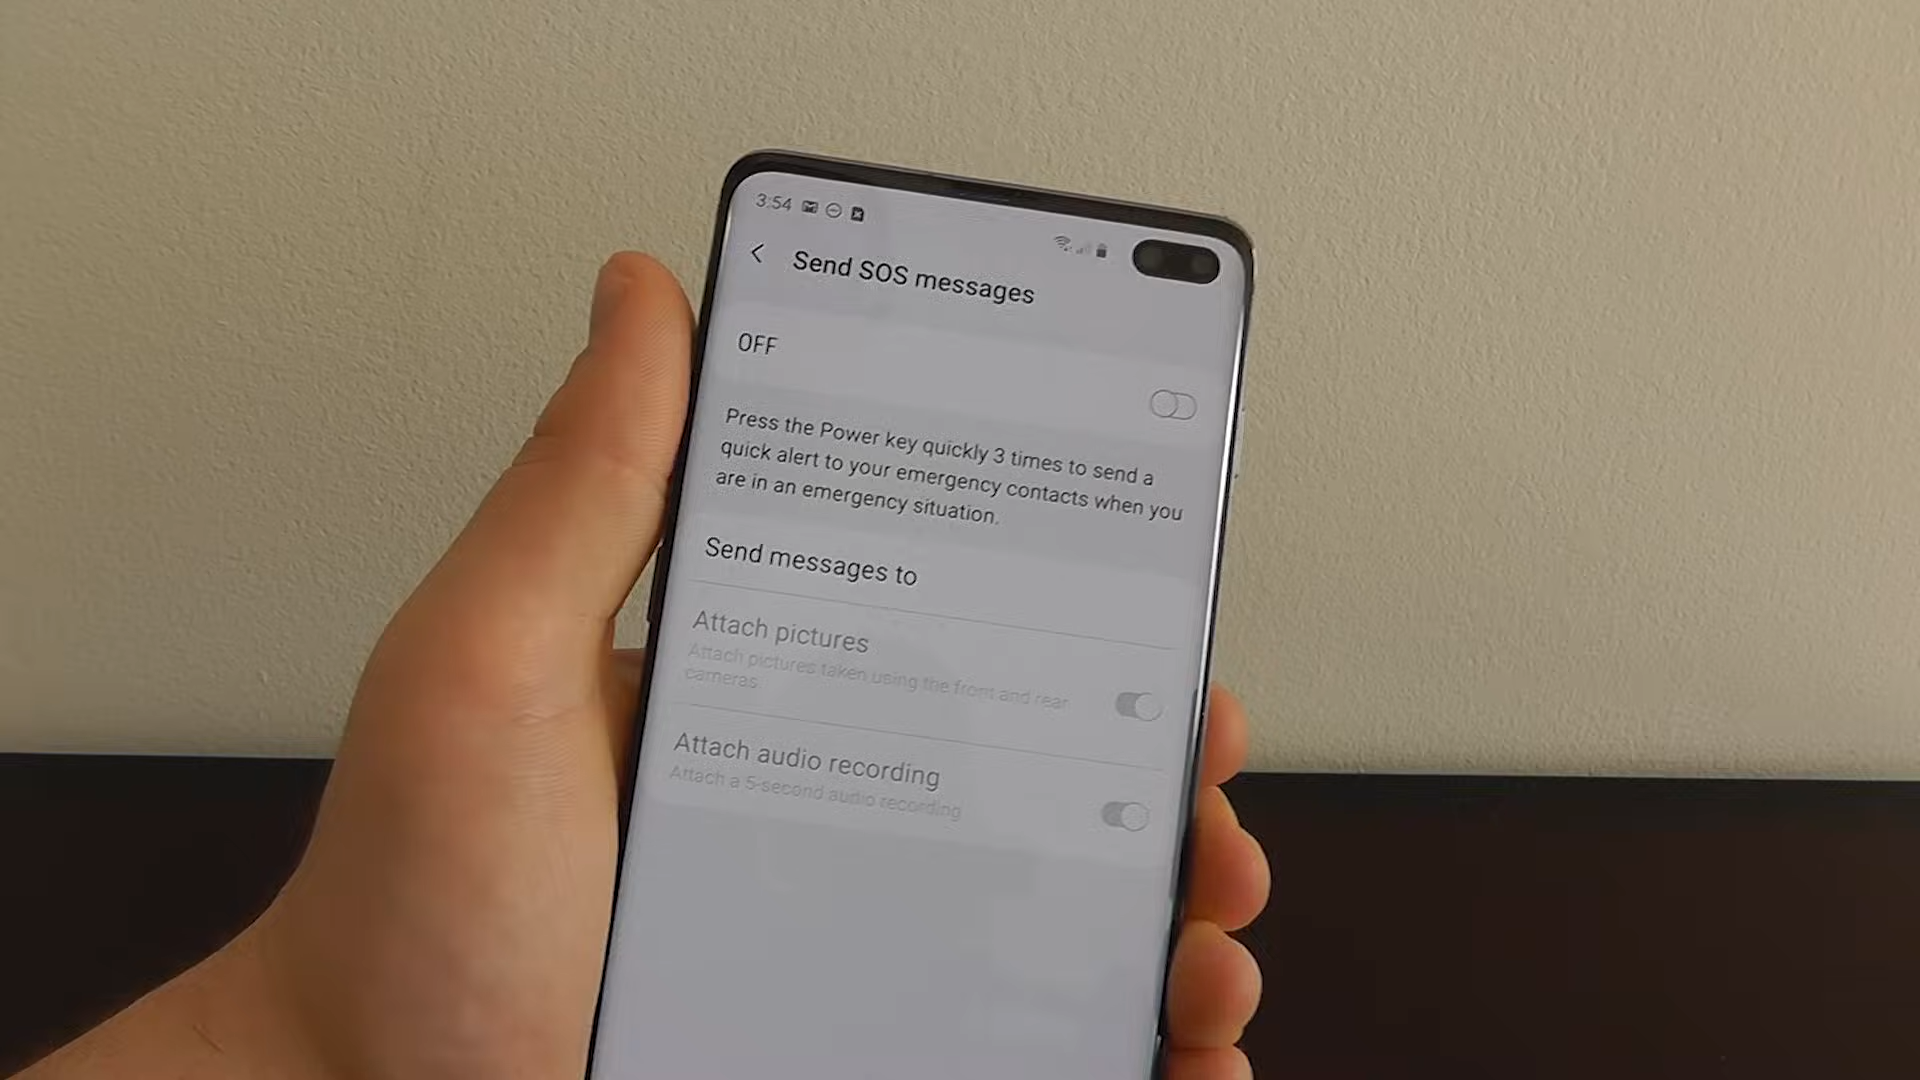 3:54
Send SOS messages
OFF
Press the Power key quickly 3 times to send a
quick alert to your emergency contacts when you
are in an emergency situation.
Send messages to
Attach pictures
Attach pictures taken using the front and rear
cameras.
Attach audio recording
Attach a 5-second audio recording